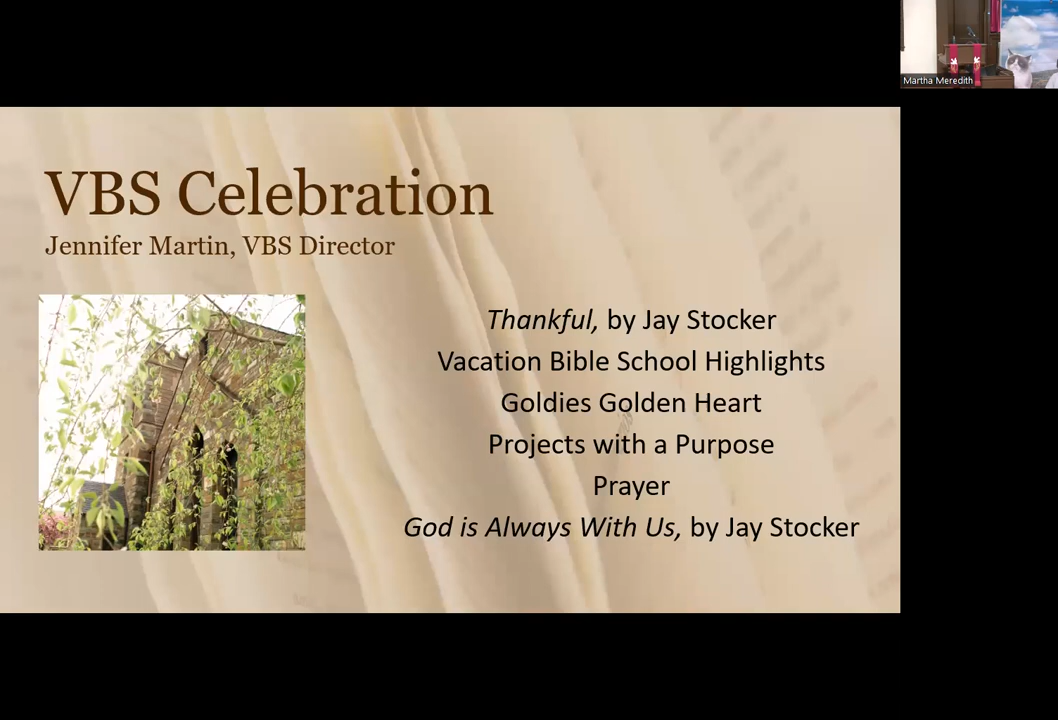 Martha Meredith
VBS Celebration
Jennifer Martin, VBS Director
Thankful, by Jay Stocker
Vacation Bible School Highlights
Goldies Golden Heart
Projects with a Purpose
Prayer
God is Always With Us, by Jay Stocker